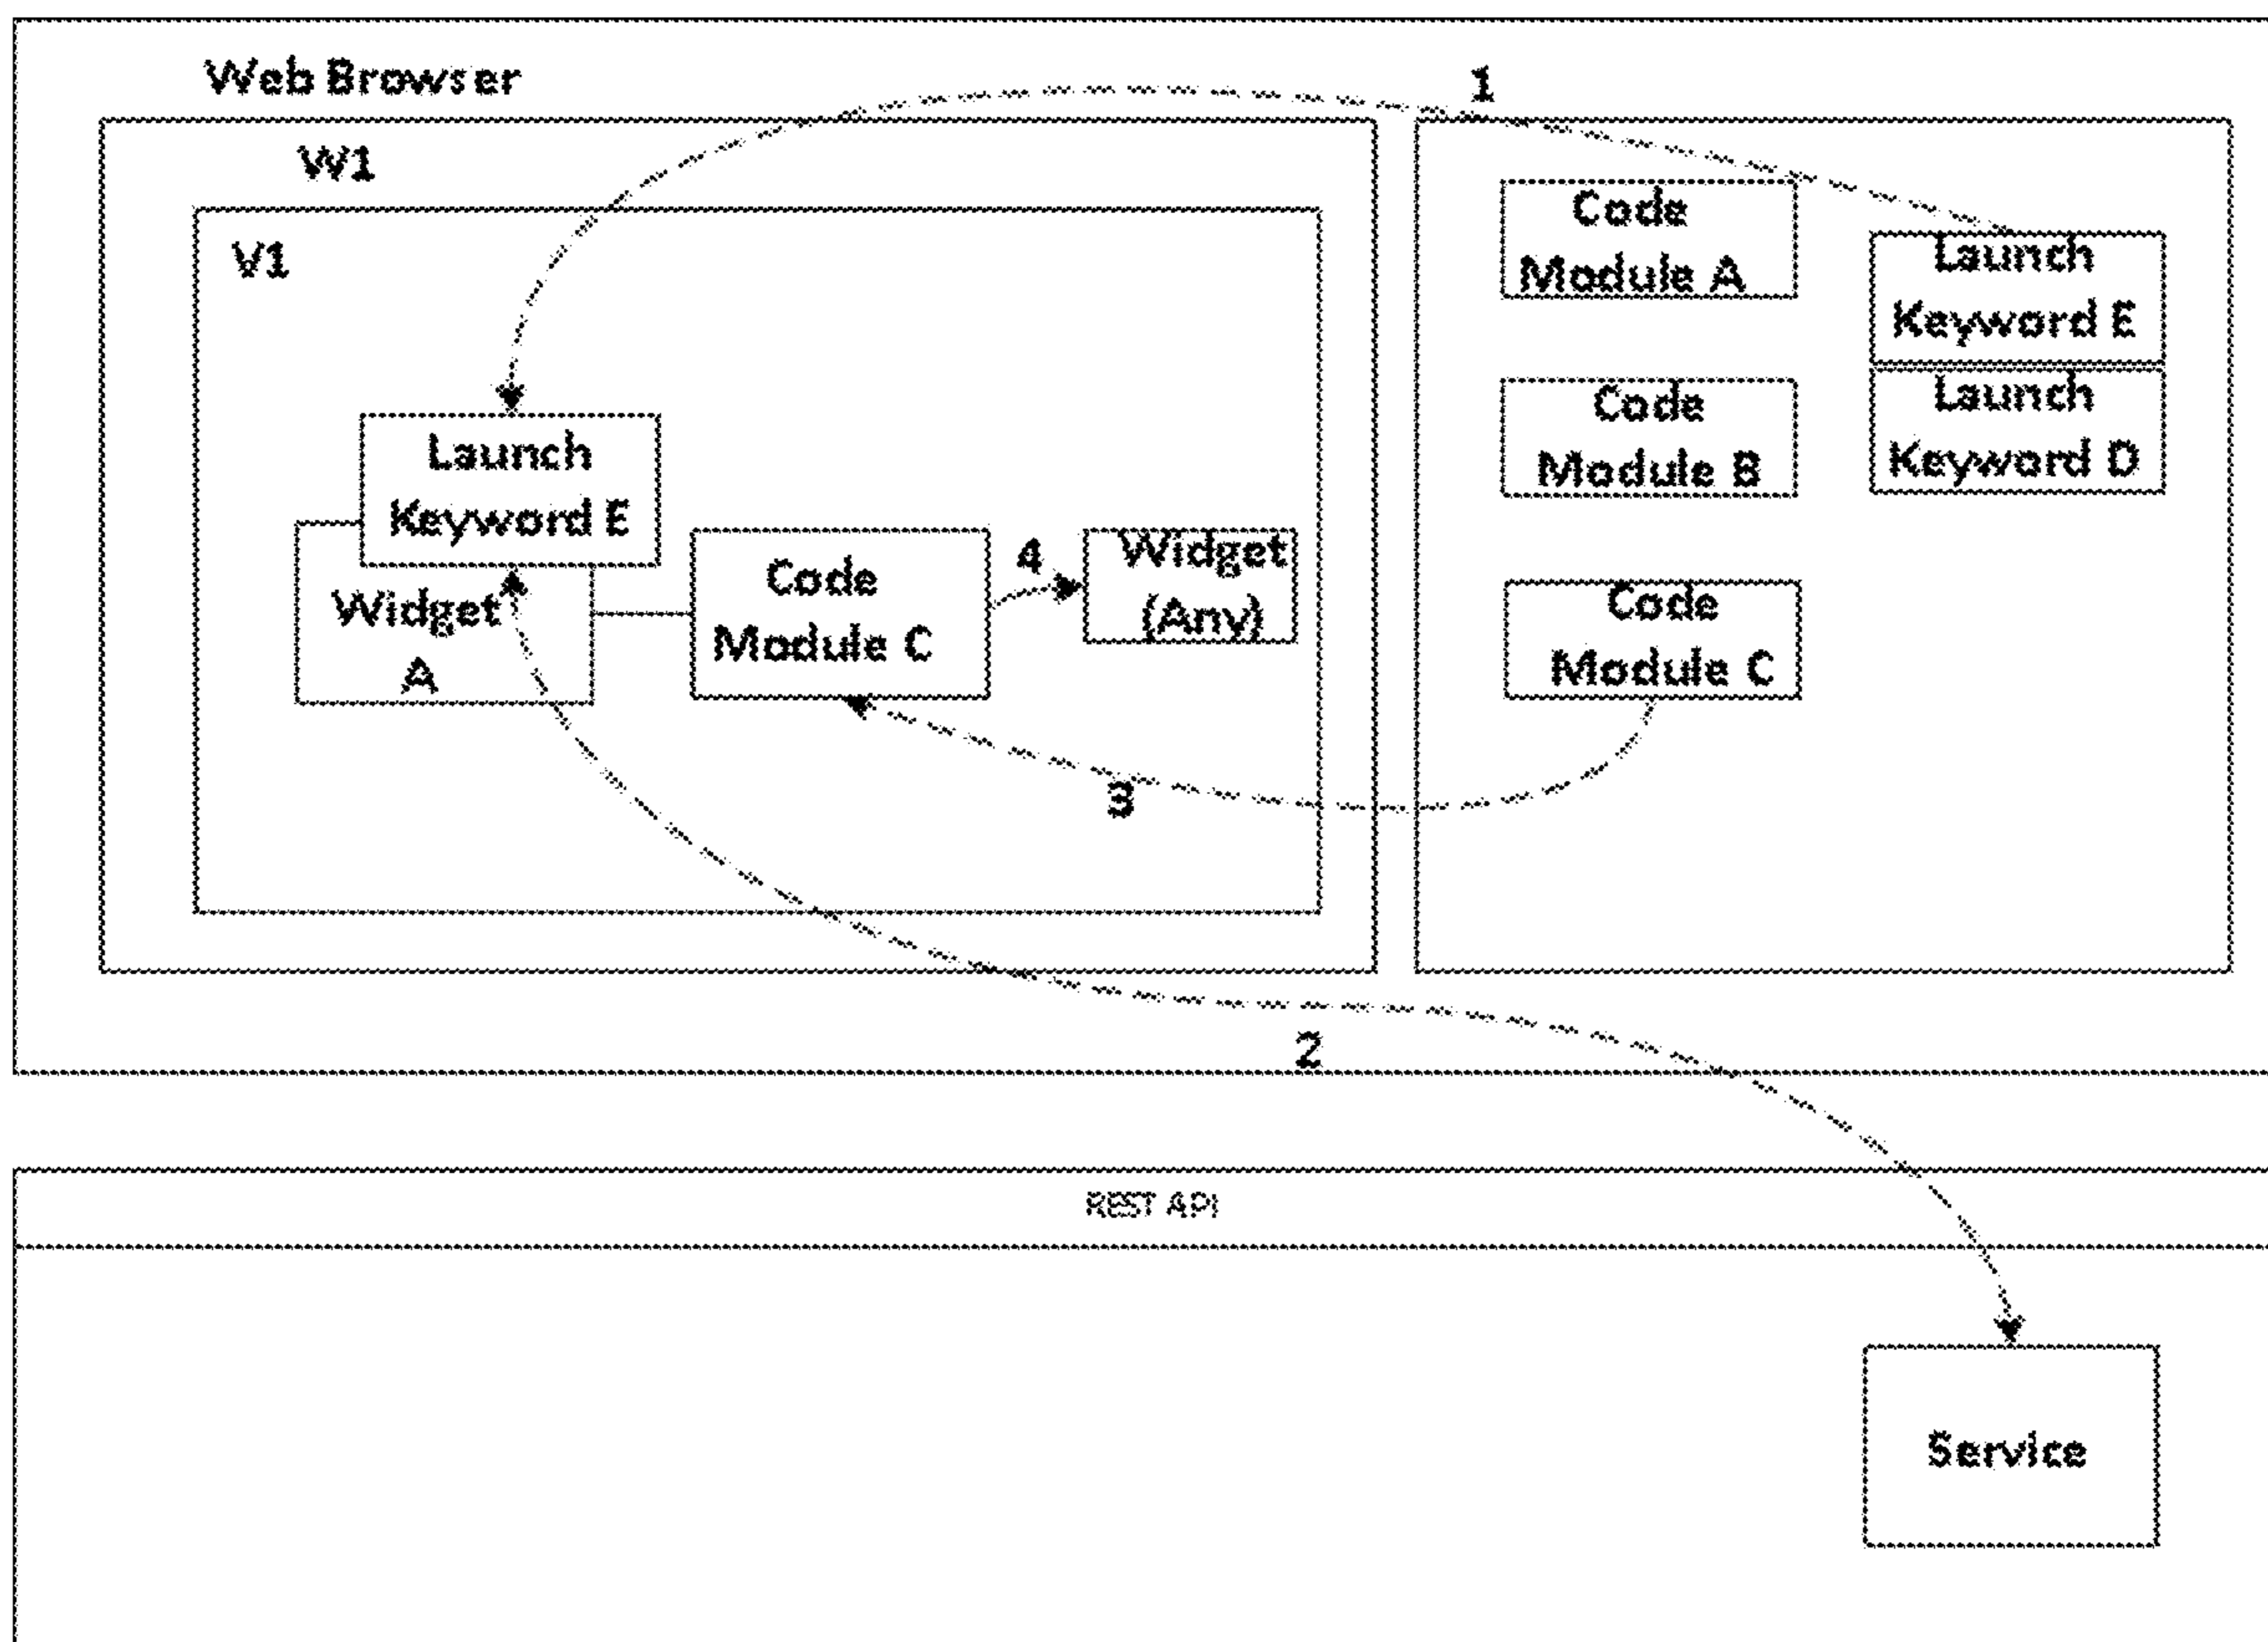 Web Browser
1
W1
V1
Code
Module A
Launch
Keyword E
Code
Module B
Launch
Keyword D
Launch
Keyword E
Widget
A
Code
Module C
4
Widget
(Any)
Code
Module C
3
2
REST API
Service